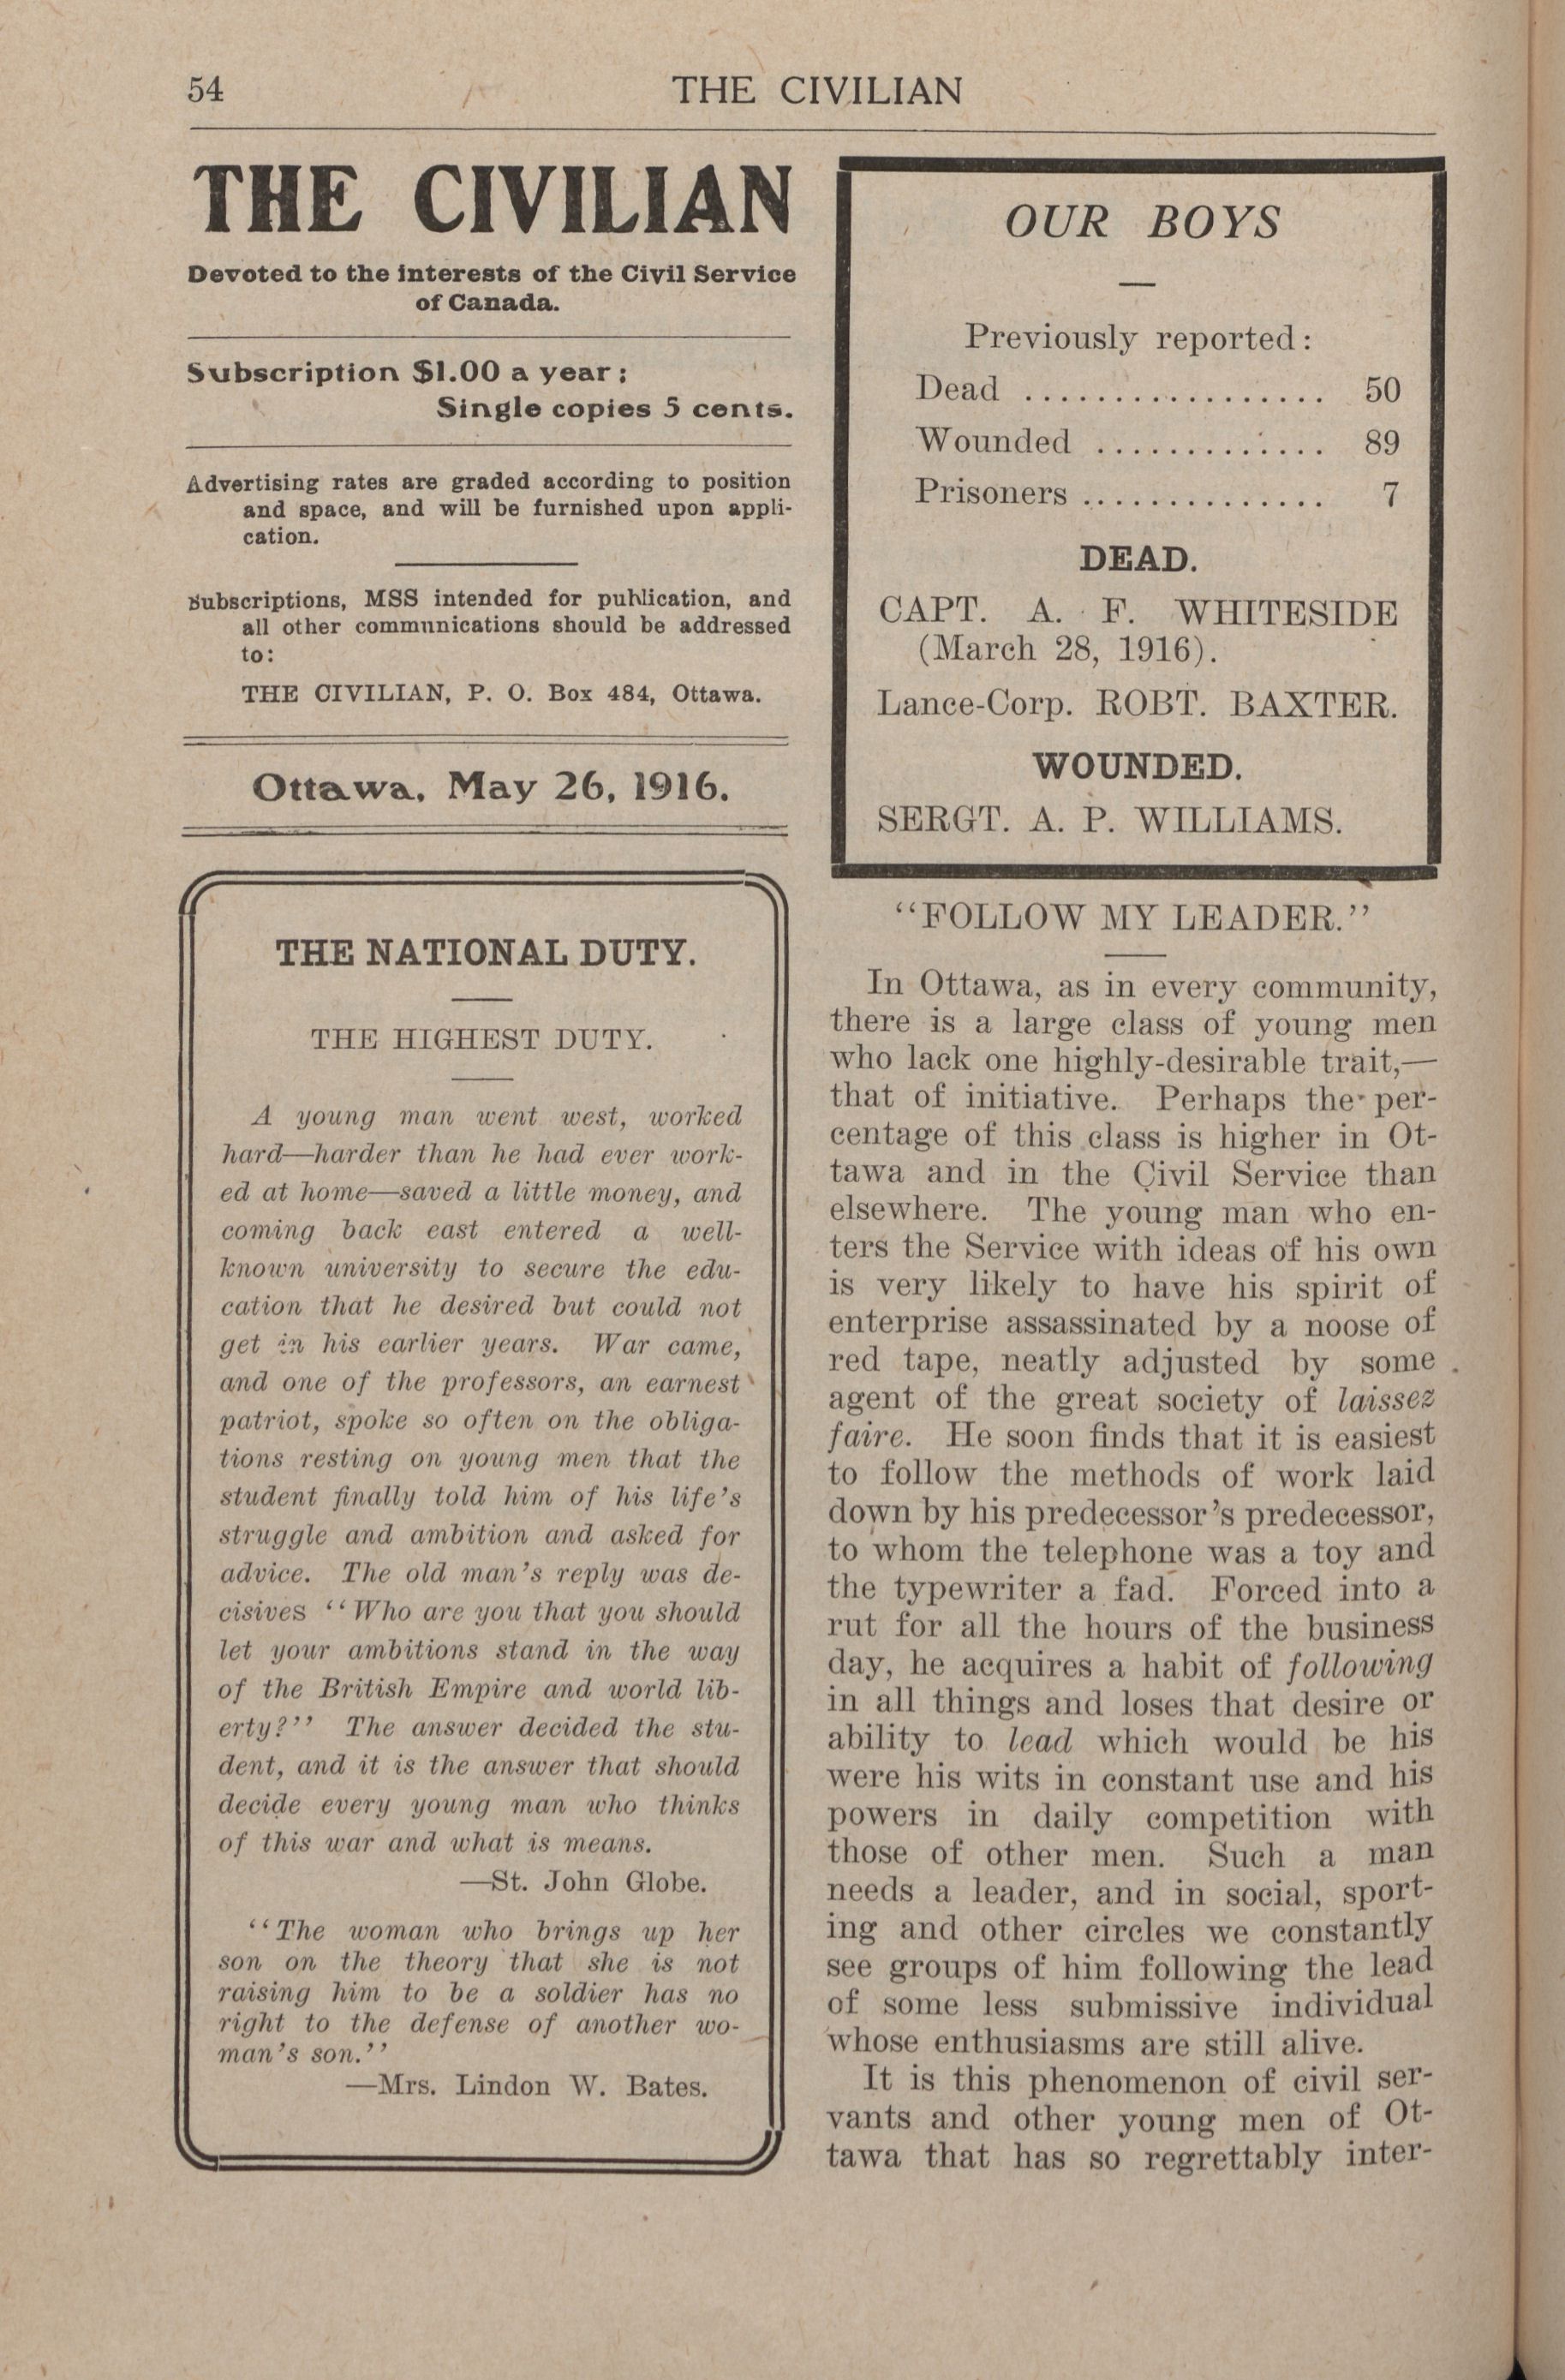 54
THE CIVILIAN
THE CIVILIAN
Devoted to the interests of the Civil Service
of Canada.
Subscription $1.00 a year;
Single copies 5 cents.
Advertising rates are graded according to position
and space, and will be furnished upon appli-
cation.
Subscriptions, MSS intended for publication, and
all other communications should be addressed
to:
THE CIVILIAN, P. O. Box 484, Ottawa.
Ottawa, May 26, 1916.
THE NATIONAL DUTY.
THE HIGHEST DUTY.
A young man went west, worked
hard—harder than he had ever work-
ed at home—saved a little money, and
coming back east entered a well-
known university to secure the edu-
cation that he desired but could not
get in his earlier years. War came,
and one of the professors, an earnest
patriot, spoke so often on the obliga-
tions resting on young men that the
student finally told him of his life's
struggle and ambition and asked for
advice. The old man's reply was de-
cisives "Who are you that you should
let your ambitions stand in the way
of the British Empire and world lib-
erty?" The answer decided the stu-
dent, and it is the answer that should
decide every young man who thinks
of this war and what is means.
—St. John Globe.
"The woman who brings up her
son on the theory that she is not
raising him to be a soldier has no
right to the defense of another wo-
man's son."
—Mrs. Lindon W. Bates.
OUR BOYS
Previously reported:
Dead ................. 50
Wounded ............. 89
Prisoners .............. 7
DEAD.
CAPT. A. F. WHITESIDE
(March 28, 1916).
Lance-Corp. ROBT. BAXTER.
WOUNDED.
SERGT. A. P. WILLIAMS.
"FOLLOW MY LEADER."
In Ottawa, as in every community,
there is a large class of young men
who lack one highly-desirable trait,—
that of initiative. Perhaps the per-
centage of this class is higher in Ot-
tawa and in the Civil Service than
elsewhere. The young man who en-
ters the Service with ideas of his own
is very likely to have his spirit of
enterprise assassinated by a noose of
red tape, neatly adjusted by some
agent of the great society of laissez
faire. He soon finds that it is easiest
to follow the methods of work laid
down by his predecessor's predecessor,
to whom the telephone was a toy and
the typewriter a fad. Forced into a
rut for all the hours of the business
day, he acquires a habit of following
in all things and loses that desire or
ability to lead which would be his
were his wits in constant use and his
powers in daily competition with
those of other men. Such a man
needs a leader, and in social, sport-
ing and other circles we constantly
see groups of him following the lead
of some less submissive individual
whose enthusiasms are still alive.
It is this phenomenon of civil ser-
vants and other young men of Ot-
tawa that has so regrettably inter-